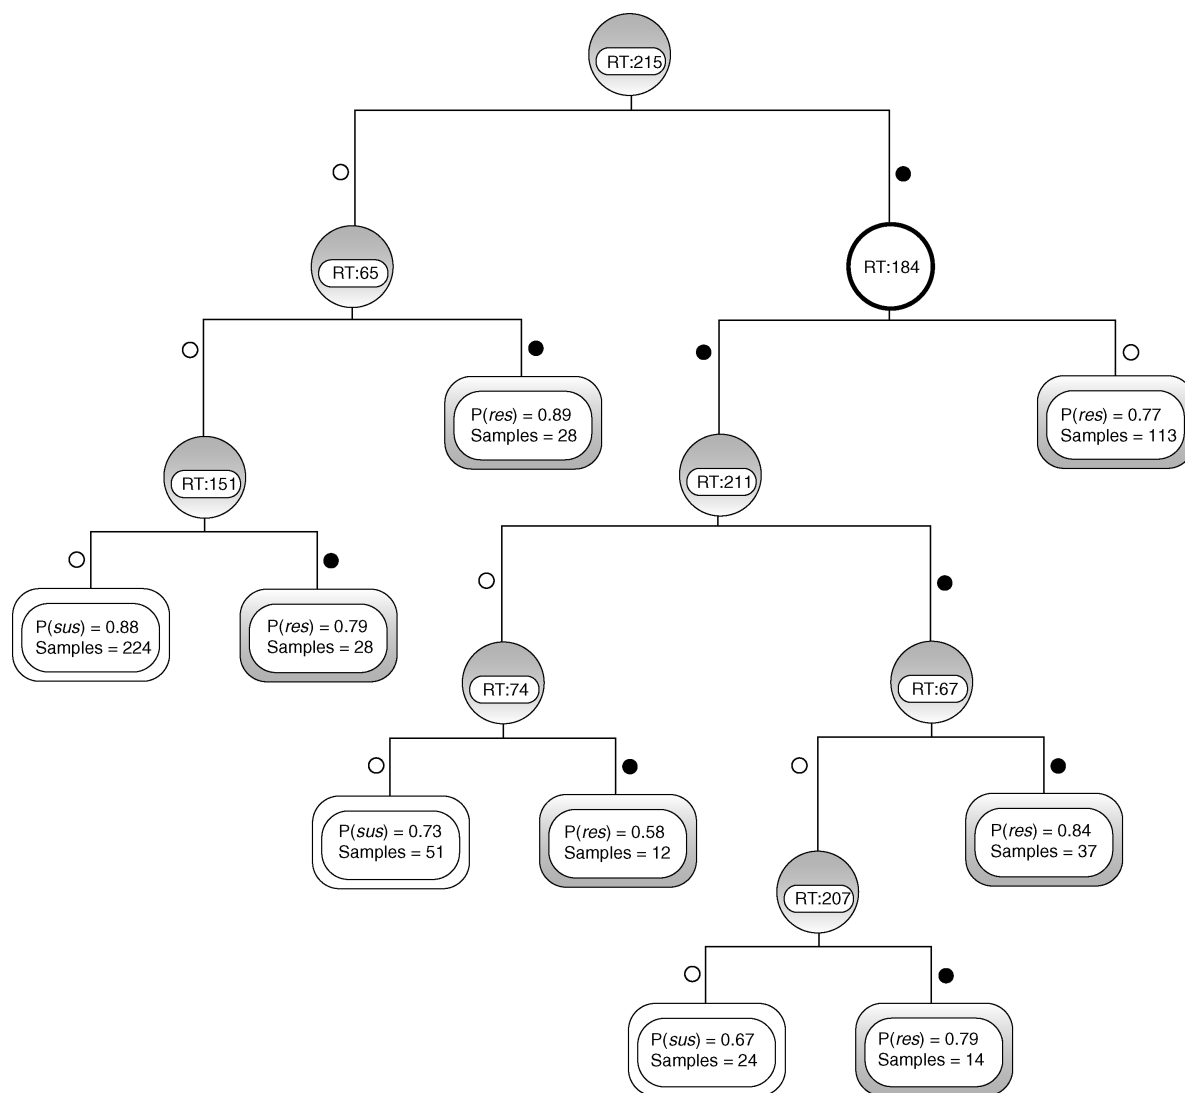 RT:215
RT:65
RT:184
P(res) = 0.89
Samples = 28
P(res) = 0.77
Samples = 113
RT:151
RT:211
P(sus) = 0.88
Samples = 224
P(res) = 0.79
Samples = 28
RT:74
RT:67
P(sus) = 0.73
Samples = 51
P(res) = 0.58
Samples = 12
P(res) = 0.84
Samples = 37
RT:207
P(sus) = 0.67
Samples = 24
P(res) = 0.79
Samples = 14